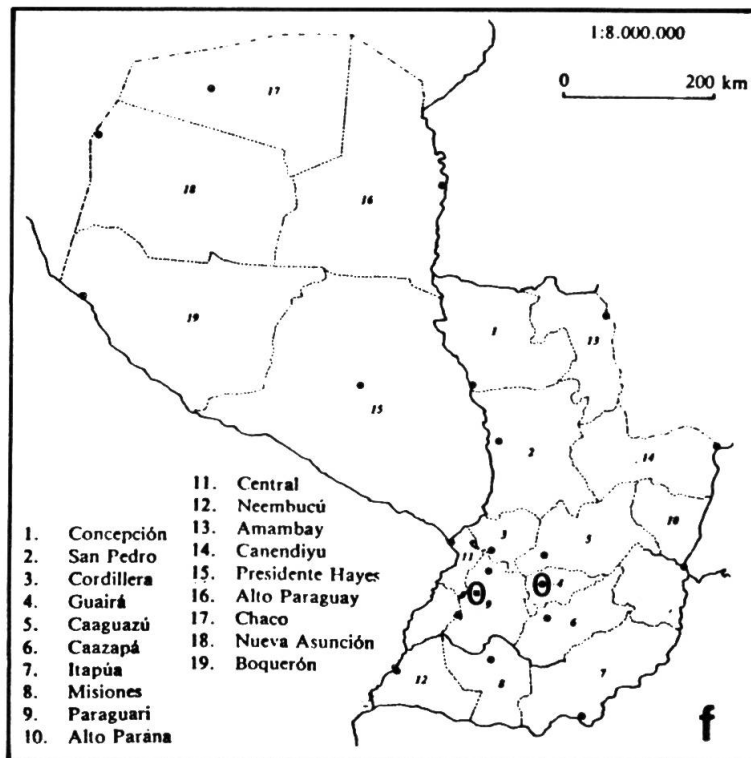 1:8.000.000
0 200 km
17
18
16
19
15
1
13
2
14
10
3
5
11
4
9
6
12
8
7
1. Concepción
2. San Pedro
3. Cordillera
4. Guairá
5. Caaguazú
6. Caazapá
7. Itapúa
8. Misiones
9. Paraguari
10. Alto Parána
11. Central
12. Neembucú
13. Amambay
14. Canendiyu
15. Presidente Hayes
16. Alto Paraguay
17. Chaco
18. Nueva Asunción
19. Boquerón
f